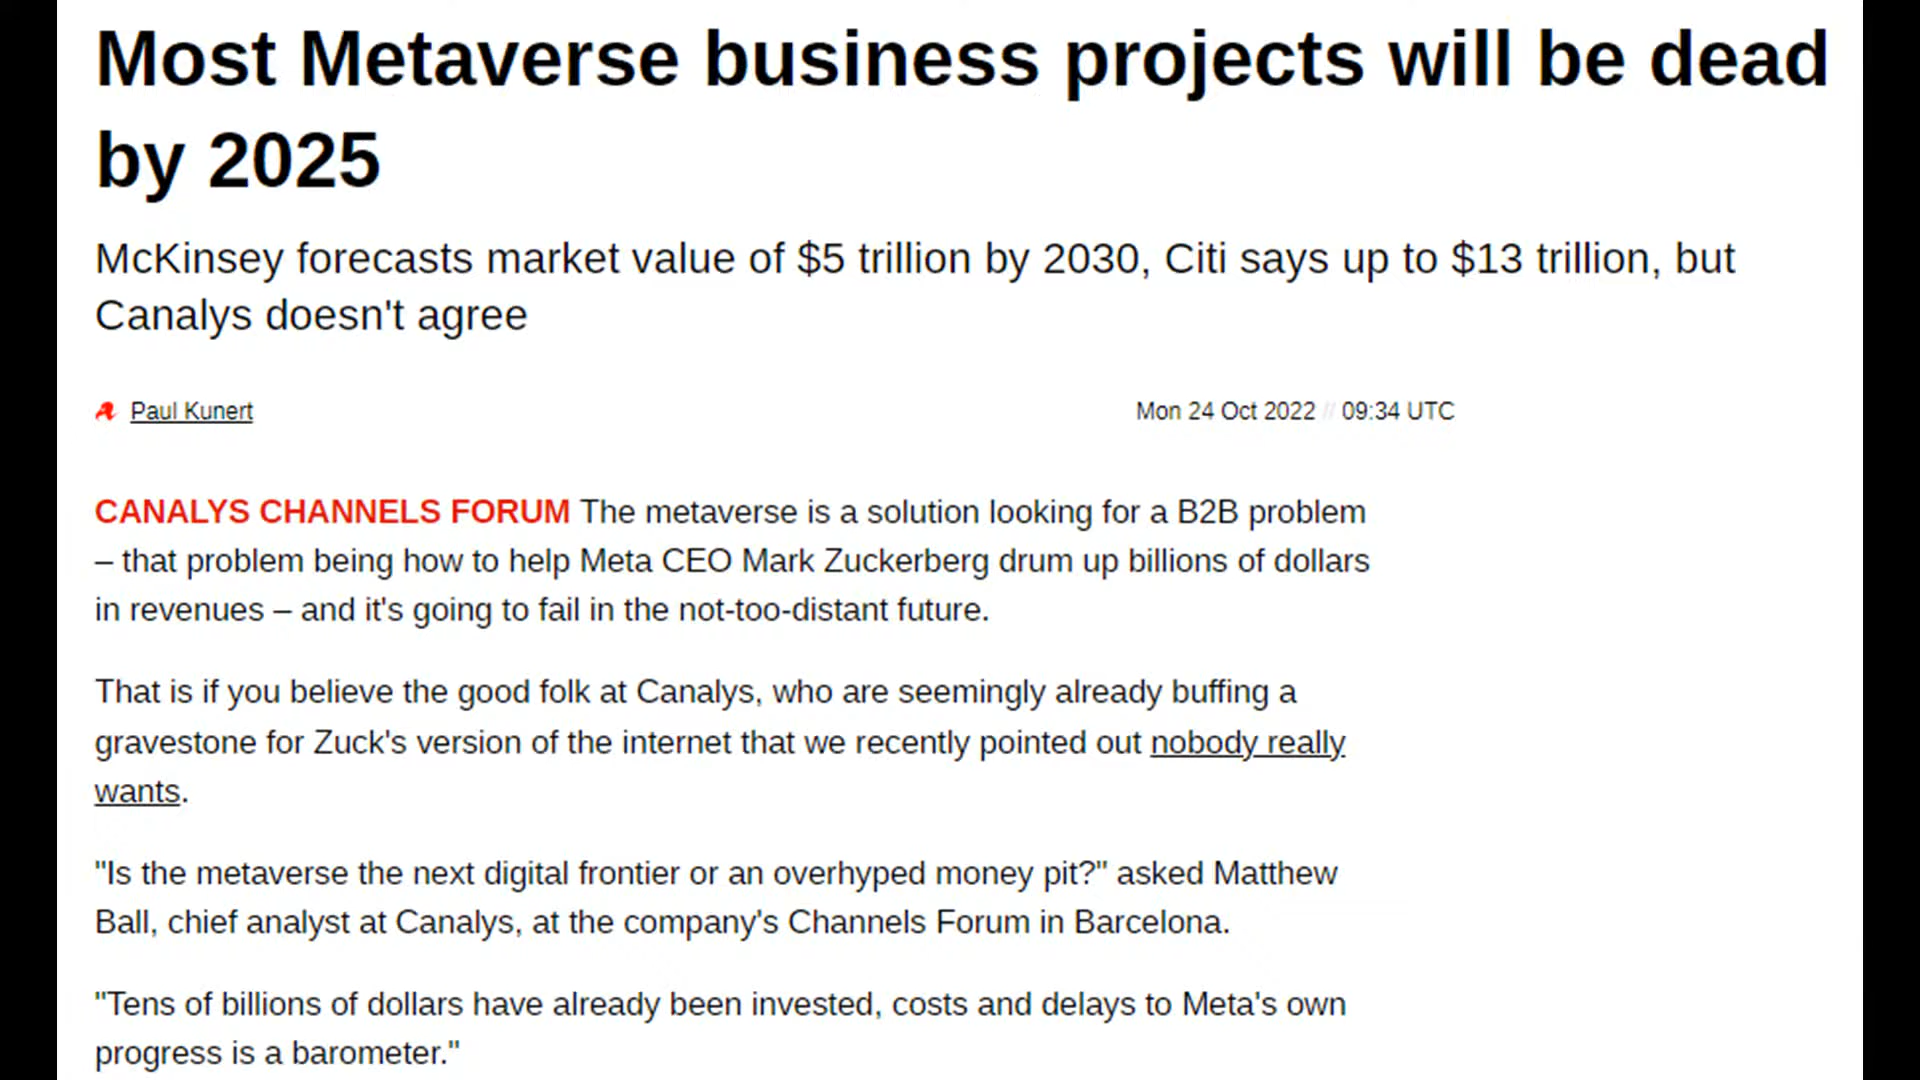 Most Metaverse business projects will be dead
by 2025
McKinsey forecasts market value of $5 trillion by 2030, Citi says up to $13 trillion, but
Canalys doesn't agree
Paul Kunert
Mon 24 Oct 2022 // 09:34 UTC
CANALYS CHANNELS FORUM The metaverse is a solution looking for a B2B problem
– that problem being how to help Meta CEO Mark Zuckerberg drum up billions of dollars
in revenues – and it's going to fail in the not-too-distant future.
That is if you believe the good folk at Canalys, who are seemingly already buffing a
gravestone for Zuck's version of the internet that we recently pointed out nobody really
wants.
"Is the metaverse the next digital frontier or an overhyped money pit?" asked Matthew
Ball, chief analyst at Canalys, at the company's Channels Forum in Barcelona.
"Tens of billions of dollars have already been invested, costs and delays to Meta's own
progress is a barometer."